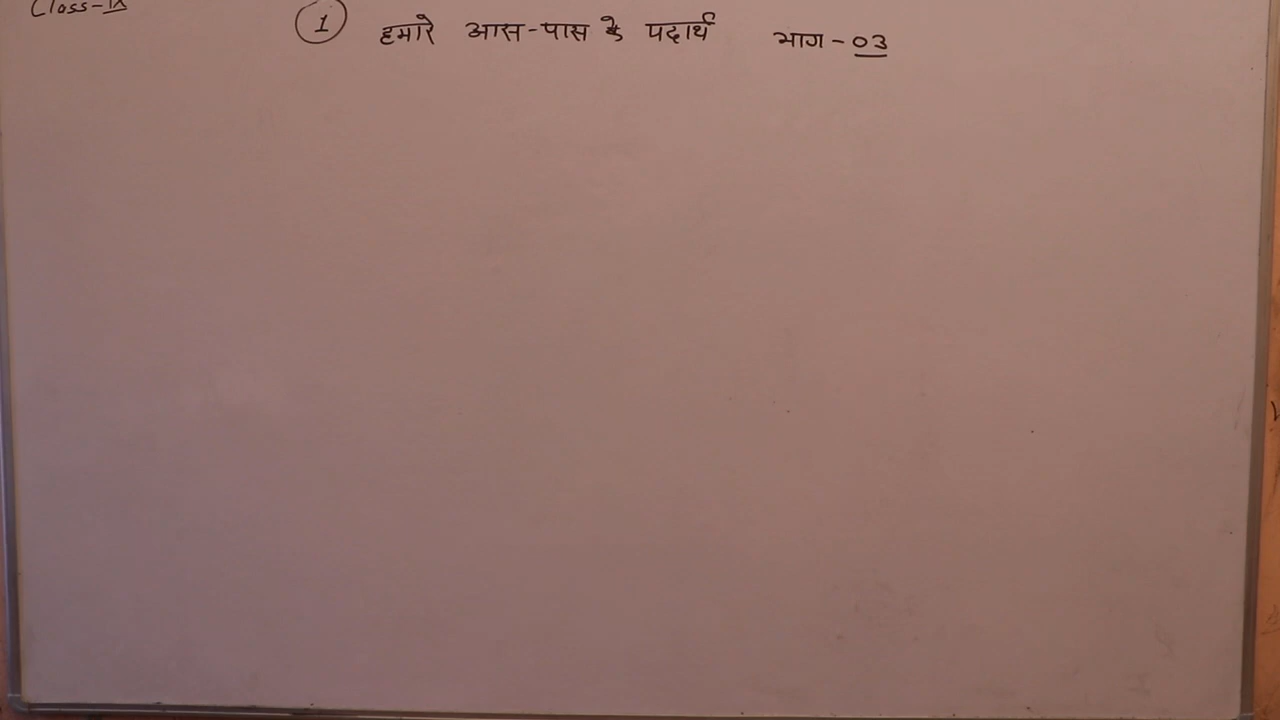 Class-IX
① हमारे आस-पास के पदार्थ भाग-03